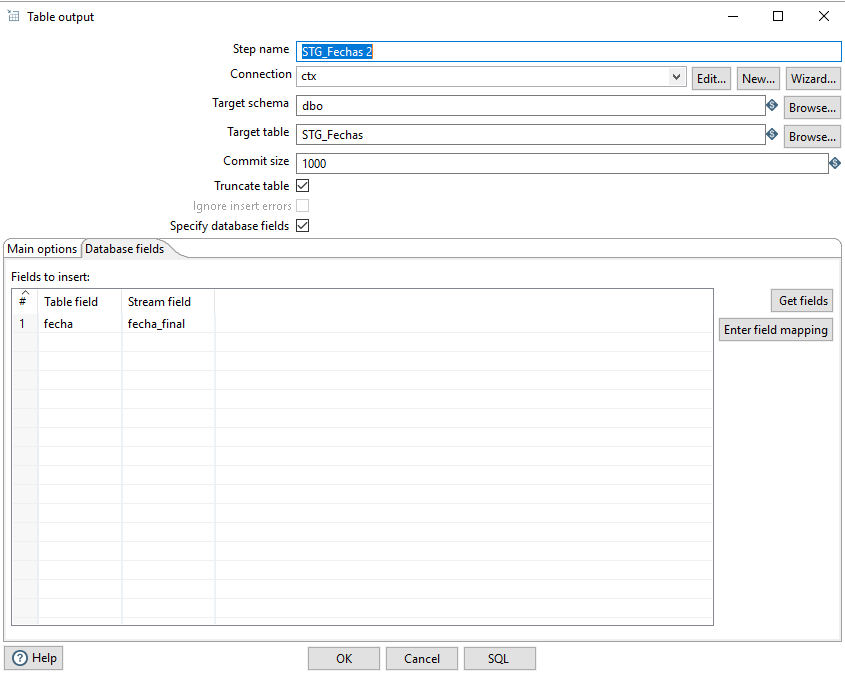 Table output
Step name STG_Fechas 2
Connection ctx Edit... New... Wizard...
Target schema dbo Browse...
Target table STG_Fechas Browse...
Commit size 1000
Truncate table
Ignore insert errors
Specify database fields
Main options Database fields
Fields to insert:
# Table field Stream field Get fields
1 fecha fecha_final
Enter field mapping
Help OK Cancel SQL